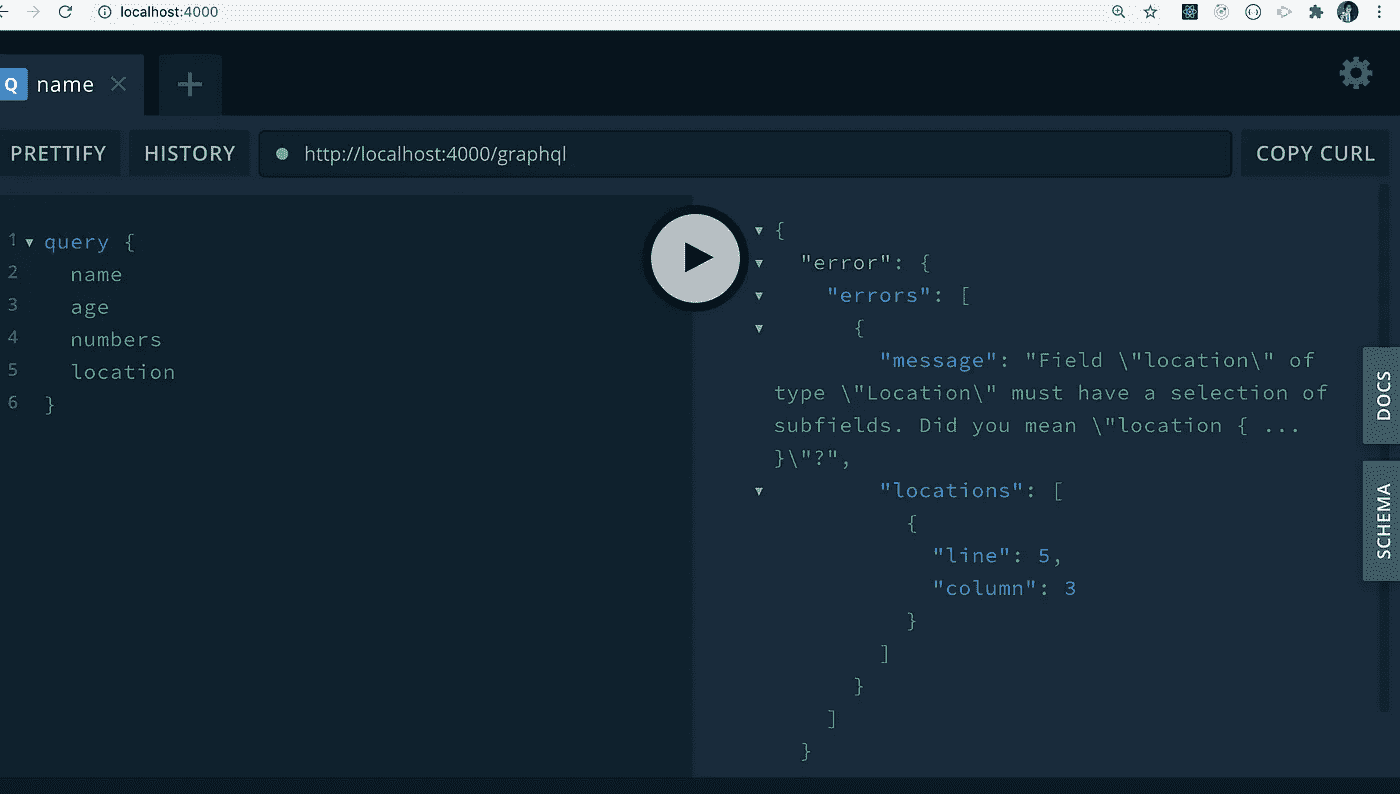 localhost:4000
Q name
PRETTIFY HISTORY http://localhost:4000/graphql COPY CURL
1 query {
2 name
3 age
4 numbers
5 location
6 }
{
"error": {
"errors": [
{
"message": "Field \"location\" of
type \"Location\" must have a selection of
subfields. Did you mean \"location { ...
}\"?",
"locations": [
{
"line": 5,
"column": 3
}
]
}
]
}
DOCS
SCHEMA